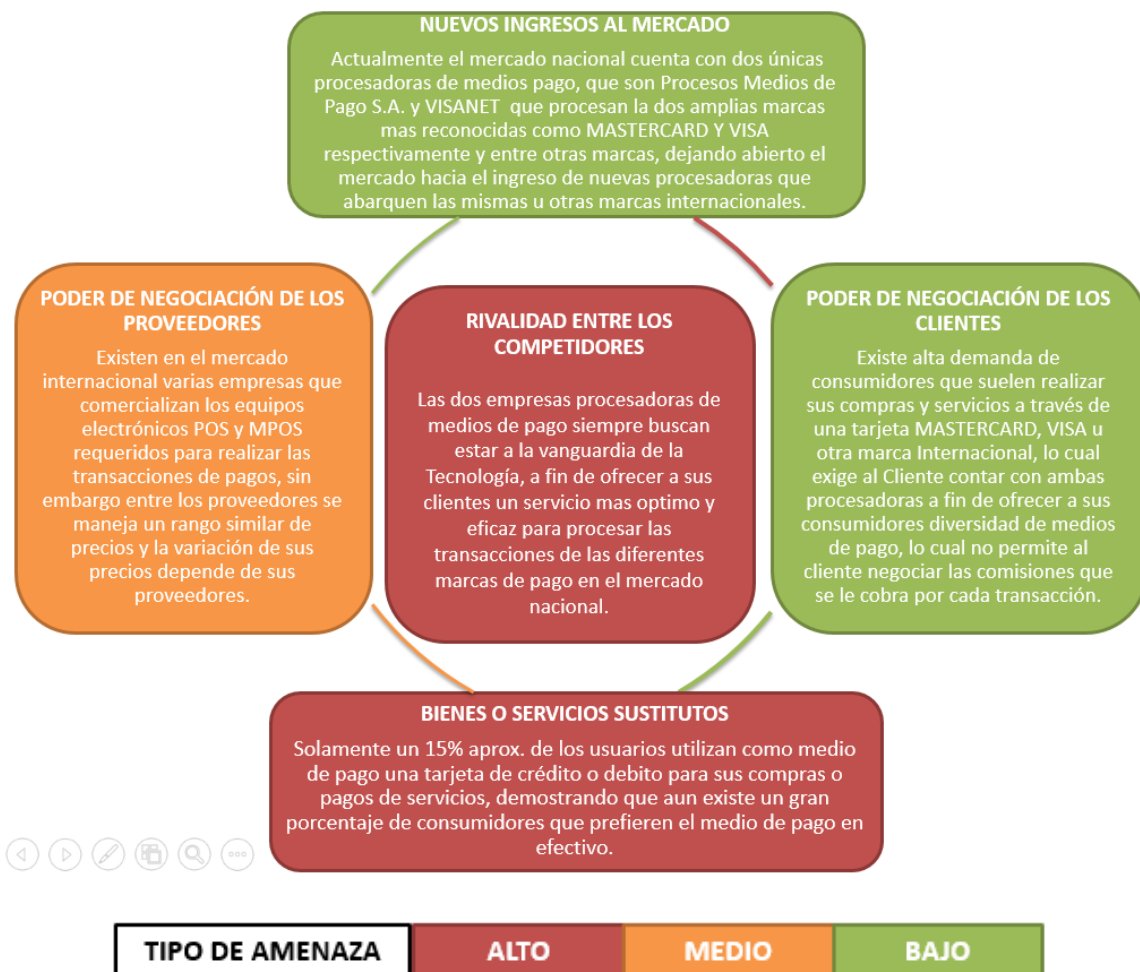 NUEVOS INGRESOS AL MERCADO
Actualmente el mercado nacional cuenta con dos únicas
procesadoras de medios pago, que son Procesos Medios de
Pago S.A. y VISANET que procesan la dos amplias marcas
mas reconocidas como MASTERCARD Y VISA
respectivamente y entre otras marcas, dejando abierto el
mercado hacia el ingreso de nuevas procesadoras que
abarquen las mismas u otras marcas internacionales.
PODER DE NEGOCIACIÓN DE LOS
PROVEEDORES
Existen en el mercado
internacional varias empresas que
comercializan los equipos
electrónicos POS y MPOS
requeridos para realizar las
transacciones de pagos, sin
embargo entre los proveedores se
maneja un rango similar de
precios y la variación de sus
precios depende de sus
proveedores.
RIVALIDAD ENTRE LOS
COMPETIDORES
Las dos empresas procesadoras de
medios de pago siempre buscan
estar a la vanguardia de la
Tecnología, a fin de ofrecer a sus
clientes un servicio mas optimo y
eficaz para procesar las
transacciones de las diferentes
marcas de pago en el mercado
nacional.
PODER DE NEGOCIACIÓN DE LOS
CLIENTES
Existe alta demanda de
consumidores que suelen realizar
sus compras y servicios a través de
una tarjeta MASTERCARD, VISA u
otra marca Internacional, lo cual
exige al Cliente contar con ambas
procesadoras a fin de ofrecer a sus
consumidores diversidad de medios
de pago, lo cual no permite al
cliente negociar las comisiones que
se le cobra por cada transacción.
BIENES O SERVICIOS SUSTITUTOS
Solamente un 15% aprox. de los usuarios utilizan como medio
de pago una tarjeta de crédito o debito para sus compras o
pagos de servicios, demostrando que aun existe un gran
porcentaje de consumidores que prefieren el medio de pago en
efectivo.
TIPO DE AMENAZA ALTO MEDIO BAJO